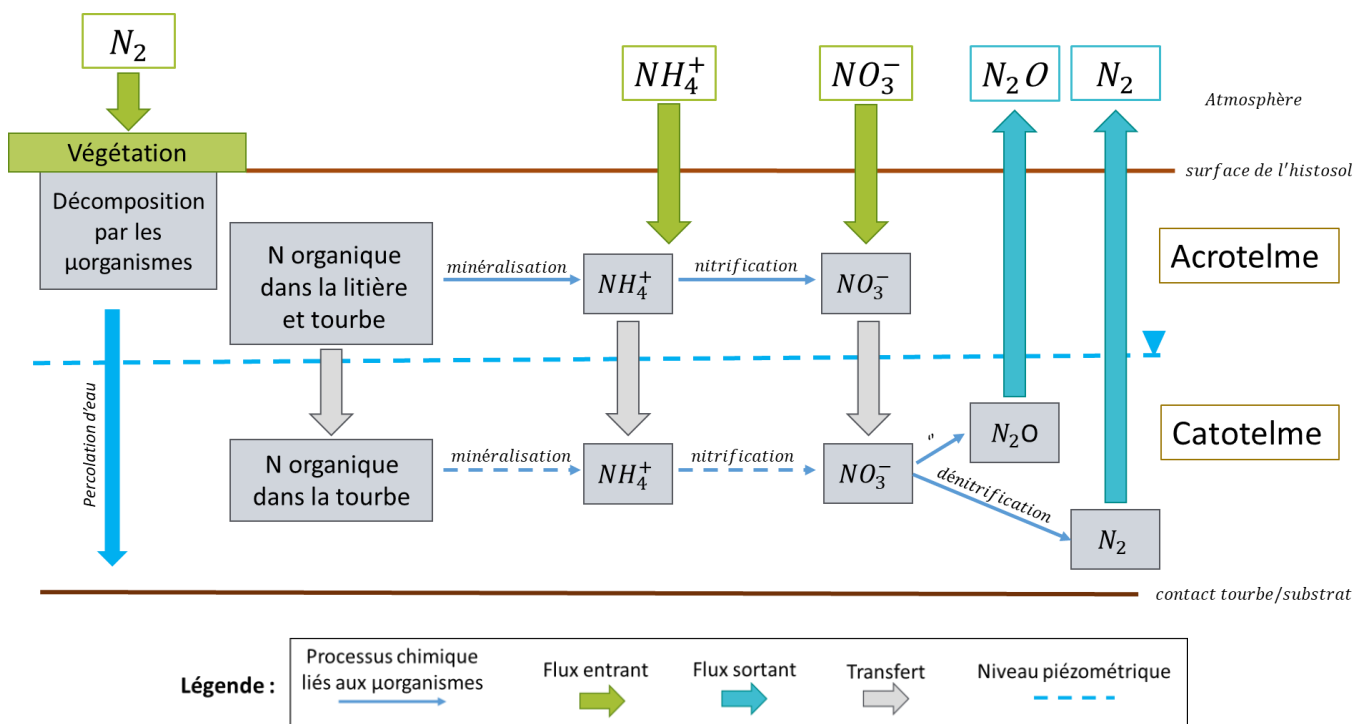 N₂
NH₄⁺
NO₃⁻
N₂O
N₂
Atmosphère
Végétation
surface de l'histosol
Décomposition
par les
µorganismes
N organique
dans la litière
et tourbe
minéralisation
NH₄⁺
nitrification
NO₃⁻
Acrotelme
Percolation d'eau
N organique
dans la tourbe
minéralisation
NH₄⁺
nitrification
NO₃⁻
N₂O
dénitrification
N₂
Catotelme
contact tourbe/substrat
Légende :
Processus chimique
liés aux µorganismes
Flux entrant
Flux sortant
Transfert
Niveau piézométrique